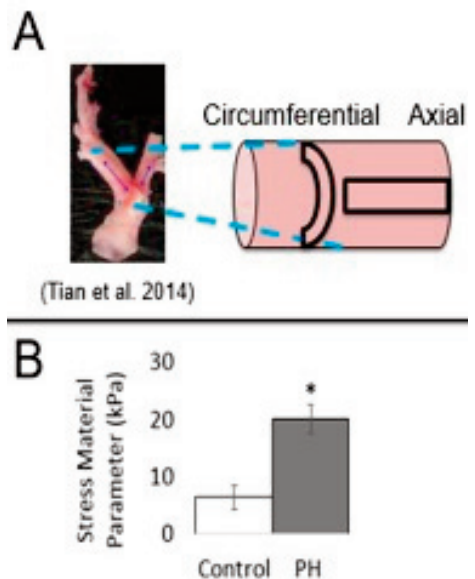 A
Circumferential Axial
(Tian et al. 2014)
B
Stress Material
Parameter (kPa)
30
20
10
0
*
Control PH